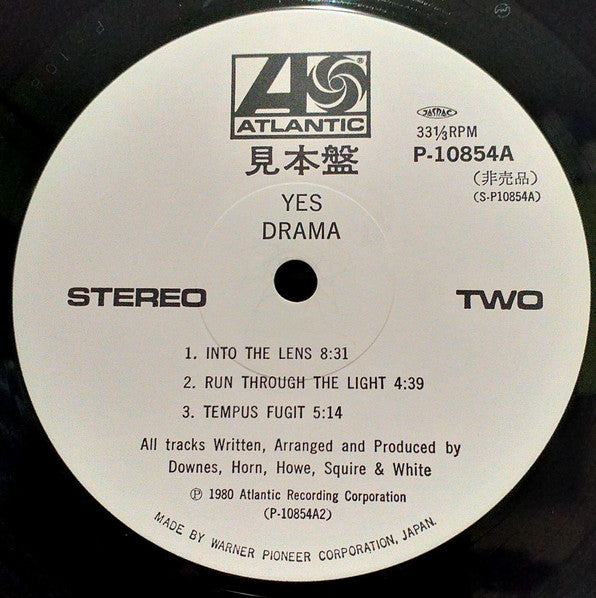 ATLANTIC
®
見本盤
JASRAC
33⅓RPM
P-10854A
(非売品)
(S-P10854A)
YES
DRAMA
STEREO
TWO
1. INTO THE LENS 8:31
2. RUN THROUGH THE LIGHT 4:39
3. TEMPUS FUGIT 5:14
All tracks Written, Arranged and Produced by
Downes, Horn, Howe, Squire & White
Ⓟ 1980 Atlantic Recording Corporation
(P-10854A2)
MADE BY WARNER PIONEER CORPORATION, JAPAN.